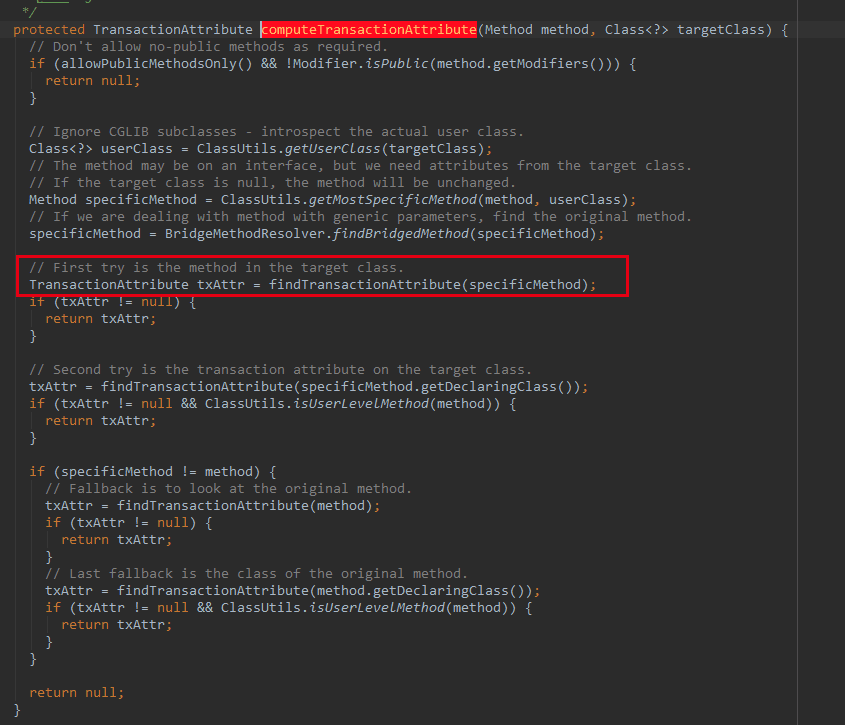 */
protected TransactionAttribute computeTransactionAttribute(Method method, Class<?> targetClass) {
// Don't allow no-public methods as required.
if (allowPublicMethodsOnly() && !Modifier.isPublic(method.getModifiers())) {
return null;
}
// Ignore CGLIB subclasses - introspect the actual user class.
Class<?> userClass = ClassUtils.getUserClass(targetClass);
// The method may be on an interface, but we need attributes from the target class.
// If the target class is null, the method will be unchanged.
Method specificMethod = ClassUtils.getMostSpecificMethod(method, userClass);
// If we are dealing with method with generic parameters, find the original method.
specificMethod = BridgeMethodResolver.findBridgedMethod(specificMethod);
// First try is the method in the target class.
TransactionAttribute txAttr = findTransactionAttribute(specificMethod);
if (txAttr != null) {
return txAttr;
}
// Second try is the transaction attribute on the target class.
txAttr = findTransactionAttribute(specificMethod.getDeclaringClass());
if (txAttr != null && ClassUtils.isUserLevelMethod(method)) {
return txAttr;
}
if (specificMethod != method) {
// Fallback is to look at the original method.
txAttr = findTransactionAttribute(method);
if (txAttr != null) {
return txAttr;
}
// Last fallback is the class of the original method.
txAttr = findTransactionAttribute(method.getDeclaringClass());
if (txAttr != null && ClassUtils.isUserLevelMethod(method)) {
return txAttr;
}
}
return null;
}